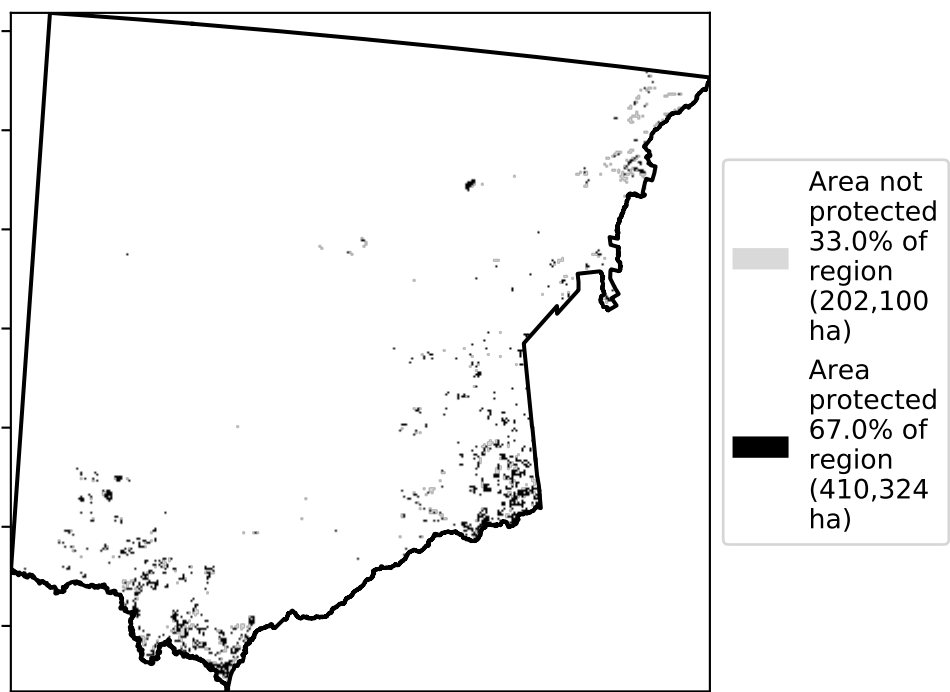 Area not
protected
33.0% of
region
(202,100
ha)
Area
protected
67.0% of
region
(410,324
ha)